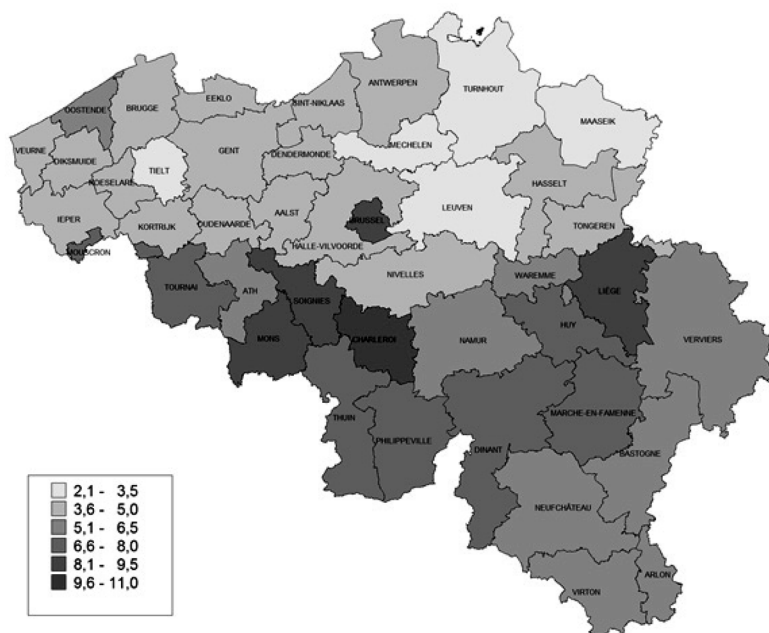 TURNHOUT
ANTWERPEN
MAASEIK
EEKLO
SINT-NIKLAAS
OOSTENDE
BRUGGE
MECHELEN
VEURNE
GENT
DENDERMONDE
DIKSMUIDE
TIELT
HASSELT
ROESELARE
LEUVEN
AALST
BRUSSEL
IEPER
KORTRIJK
OUDENAARDE
TONGEREN
HALLE-VILVOORDE
MOUSCRON
NIVELLES
WAREMME
TOURNAI
ATH
LIÈGE
SOIGNIES
HUY
MONS
CHARLEROI
NAMUR
VERVIERS
MARCHE-EN-FAMENNE
THUIN
PHILIPPEVILLE
DINANT
BASTOGNE
NEUFCHÂTEAU
ARLON
VIRTON
2,1 - 3,5
3,6 - 5,0
5,1 - 6,5
6,6 - 8,0
8,1 - 9,5
9,6 - 11,0